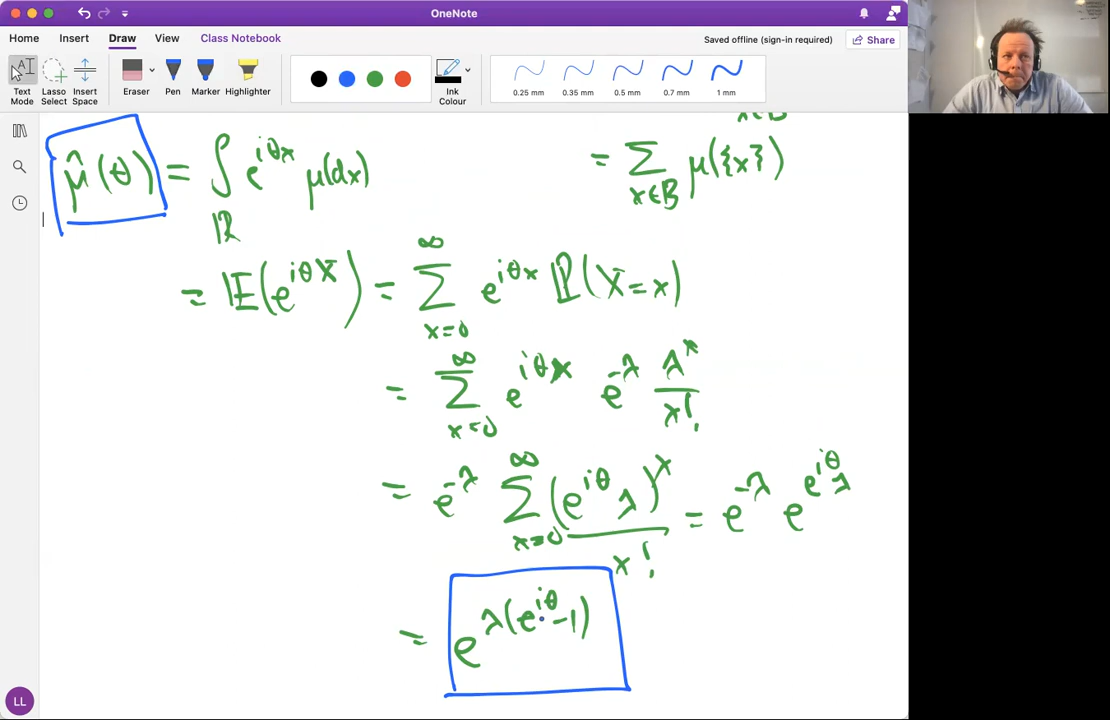 OneNote
Home Insert Draw View Class Notebook
Saved offline (sign-in required) Share
Text Mode Lasso Select Insert Space Eraser Pen Marker Highlighter Ink Colour 0.25 mm 0.35 mm 0.5 mm 0.7 mm 1 mm
x∈B
μ̂(θ) = ∫_ℝ e^{iθx} μ(dx) = Σ_{x∈B} μ({x})
= 𝔼(e^{iθX}) = Σ_{x=0}^{∞} e^{iθx} ℙ(X=x)
= Σ_{x=0}^{∞} e^{iθx} e^{-λ} λ^x / x!
= e^{-λ} Σ_{x=0}^{∞} (e^{iθ} λ)^x / x! = e^{-λ} e^{e^{iθ} λ}
= e^{λ(e^{iθ}-1)}
LL